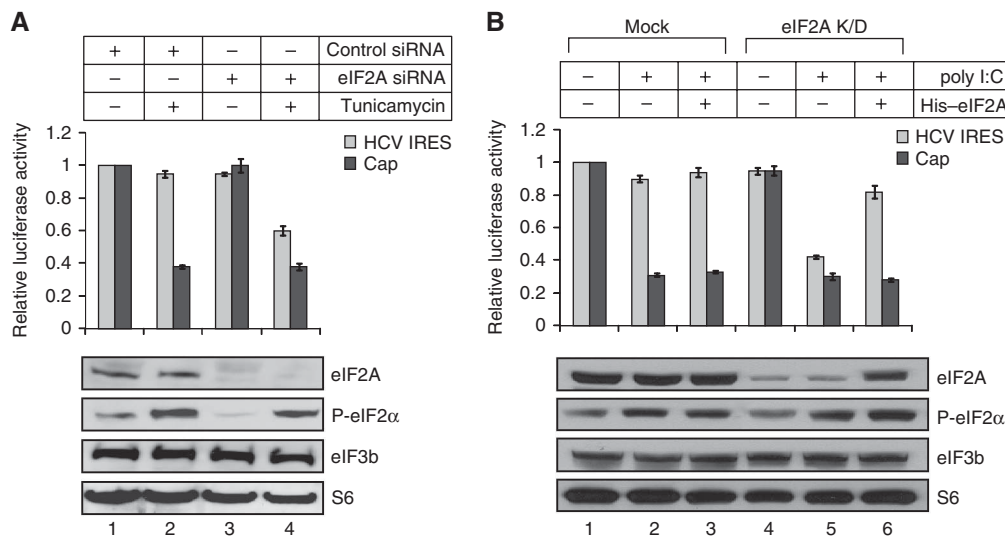 A
+ + – – Control siRNA
– – + + eIF2A siRNA
– + – + Tunicamycin
Relative luciferase activity
1.2
1
0.8
0.6
0.4
0.2
0
HCV IRES
Cap
eIF2A
P-eIF2α
eIF3b
S6
1 2 3 4
B
Mock eIF2A K/D
– + + – + + poly I:C
– – + – – + His–eIF2A
Relative luciferase activity
1.2
1
0.8
0.6
0.4
0.2
0
HCV IRES
Cap
eIF2A
P-eIF2α
eIF3b
S6
1 2 3 4 5 6